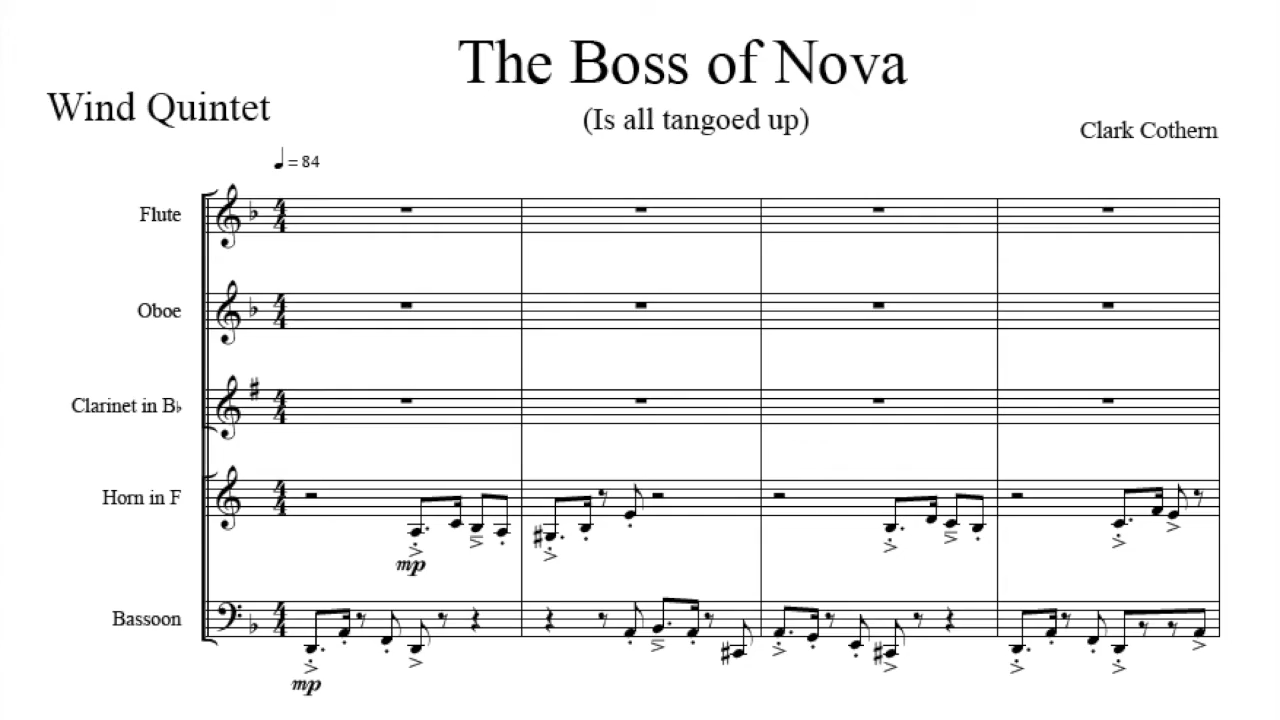 The Boss of Nova
Wind Quintet
(Is all tangoed up)
Clark Cothern
♩ = 84
Flute
Oboe
Clarinet in B♭
Horn in F
mp
Bassoon
mp